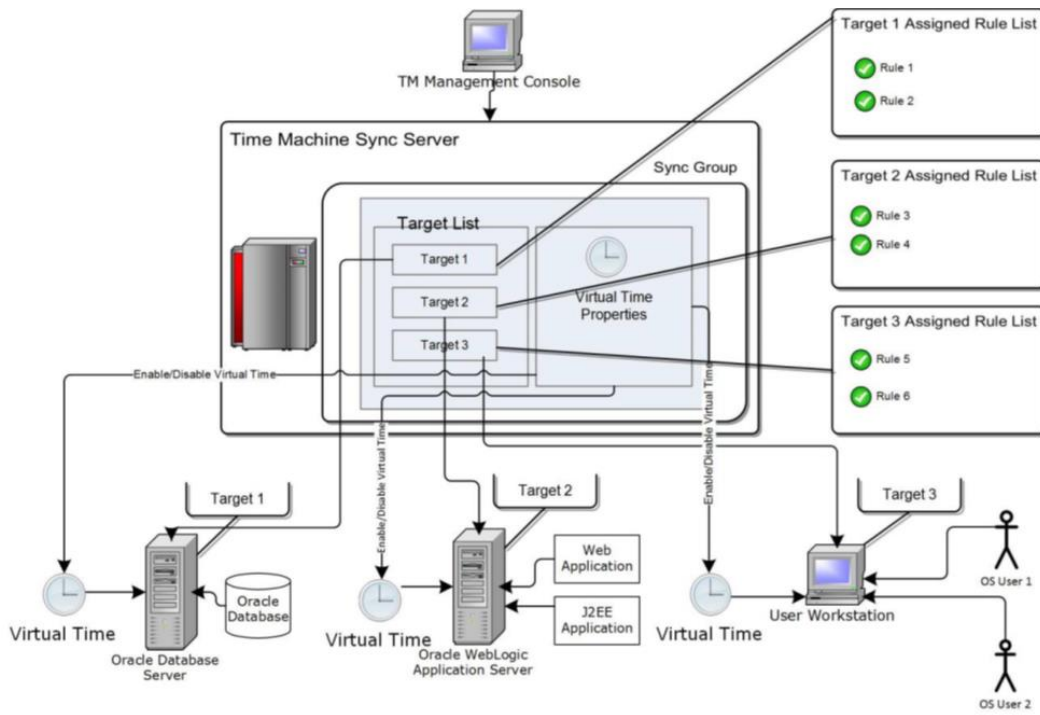 TM Management Console
Target 1 Assigned Rule List
Rule 1
Rule 2
Time Machine Sync Server
Sync Group
Target List
Target 1
Target 2
Target 3
Virtual Time
Properties
Target 2 Assigned Rule List
Rule 3
Rule 4
Target 3 Assigned Rule List
Rule 5
Rule 6
Enable/Disable Virtual Time
Enable/Disable Virtual Time
Enable/Disable Virtual Time
Target 1
Target 2
Target 3
Virtual Time
Oracle
Database
Oracle Database
Server
Virtual Time
Oracle WebLogic
Application Server
Web
Application
J2EE
Application
Virtual Time
User Workstation
OS User 1
OS User 2